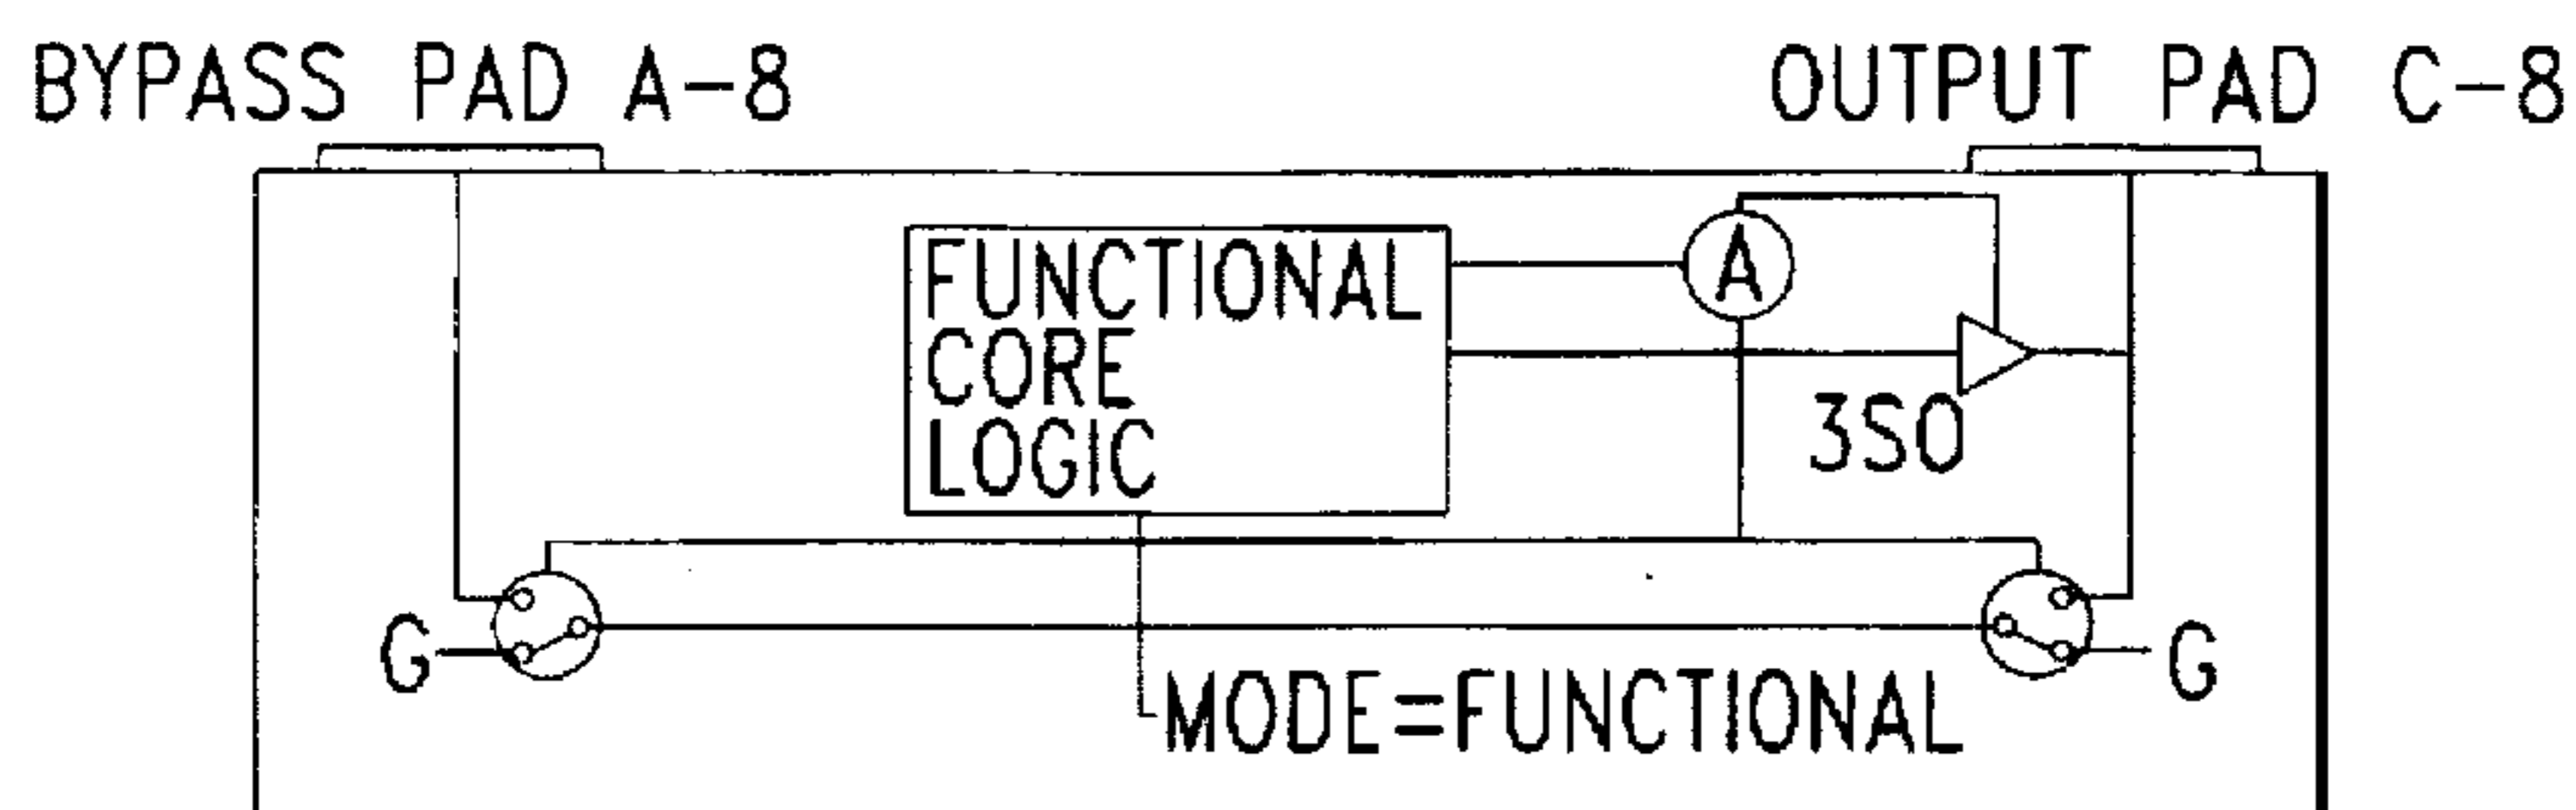 BYPASS PAD A-8
OUTPUT PAD C-8
FUNCTIONAL
CORE
LOGIC
A
3SO
G
G
MODE=FUNCTIONAL